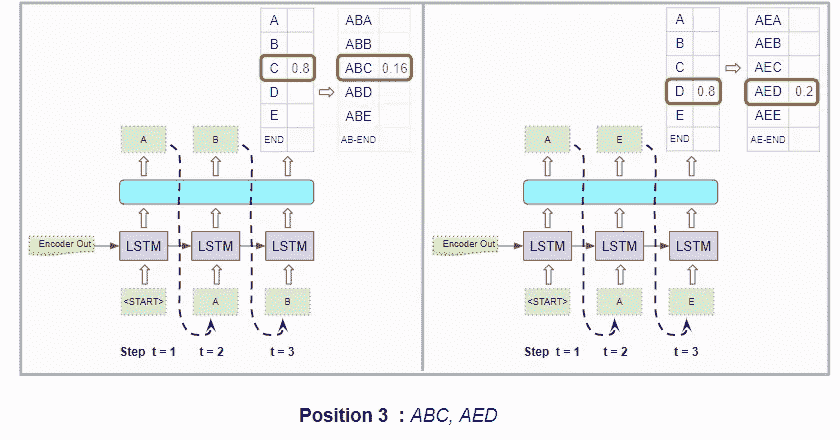 A
B
C 0.8
D
E
END
ABA
ABB
ABC 0.16
ABD
ABE
AB-END
A B
Encoder Out LSTM LSTM LSTM
<START> A B
Step t = 1 t = 2 t = 3
A
B
C
D 0.8
E
END
AEA
AEB
AEC
AED 0.2
AEE
AE-END
A E
Encoder Out LSTM LSTM LSTM
<START> A E
Step t = 1 t = 2 t = 3
Position 3 : ABC, AED